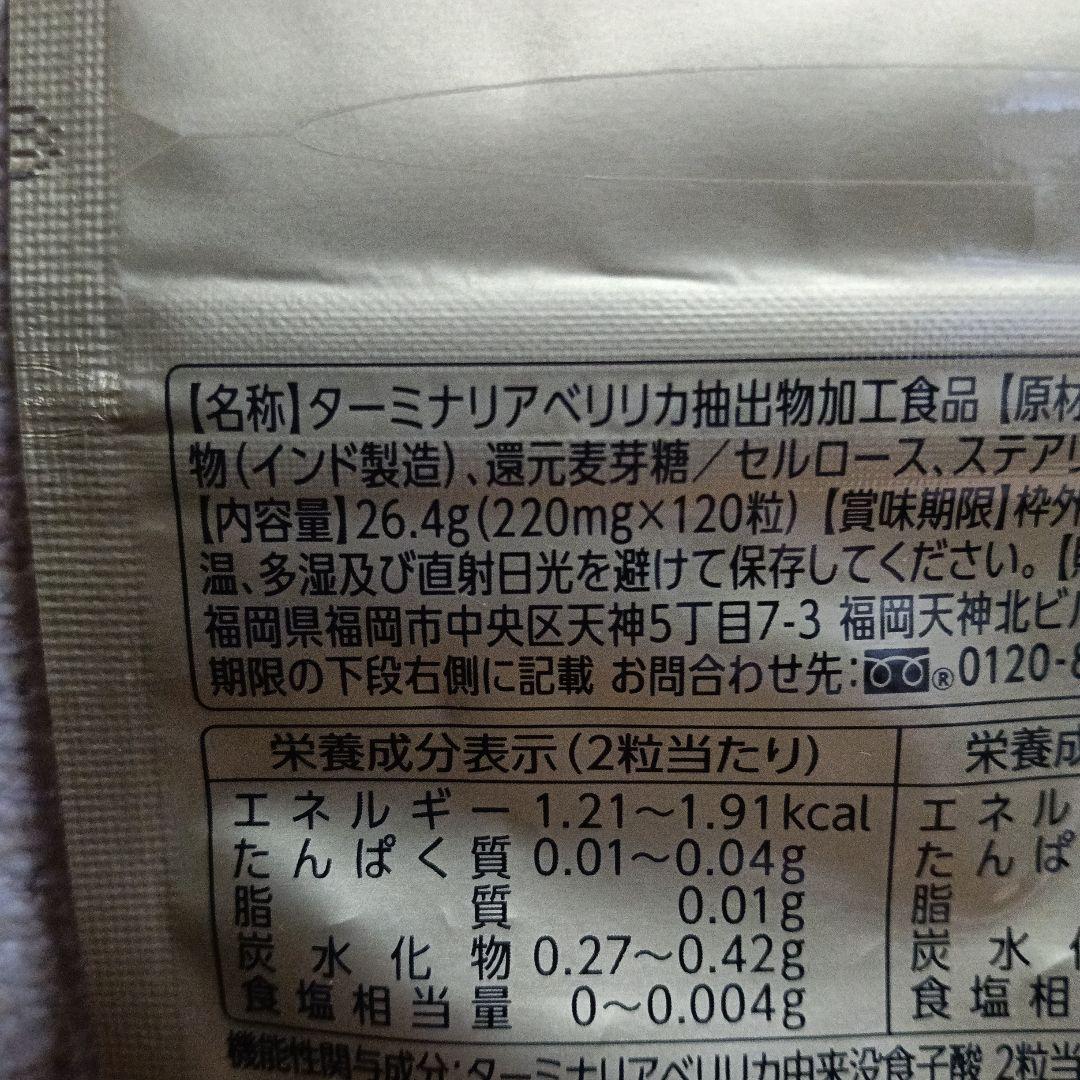 【名称】ターミナリアベリリカ抽出物加工食品【原材
物(インド製造)、還元麦芽糖/セルロース、ステアリ
【内容量】26.4g(220mg×120粒)【賞味期限】枠外
温、多湿及び直射日光を避けて保存してください。【
福岡県福岡市中央区天神5丁目7-3 福岡天神北ビル
期限の下段右側に記載 お問合わせ先:®0120-8
栄養成分表示(2粒当たり)
エネルギー 1.21~1.91kcal
たんぱく質 0.01~0.04g
脂質 0.01g
炭水化物 0.27~0.42g
食塩相当量 0~0.004g
栄養成
エネル
たんぱ
脂
炭水化
食塩相
機能性関与成分:ターミナリアベリリカ由来没食子酸 2粒当